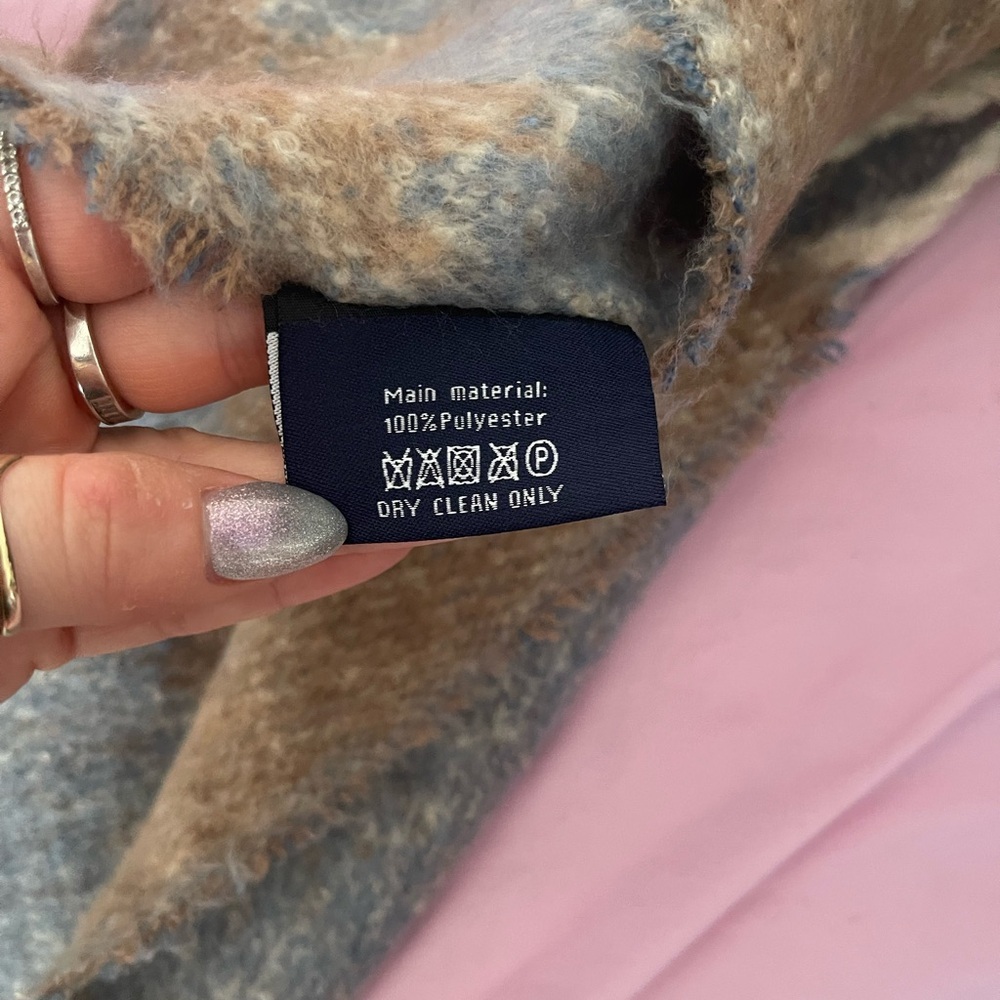 Main material:
100%Polyester
P
DRY CLEAN ONLY